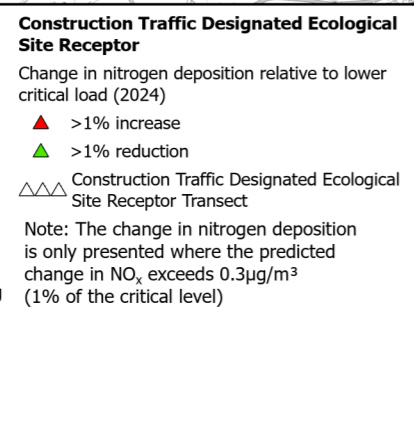 Construction Traffic Designated Ecological
Site Receptor
Change in nitrogen deposition relative to lower
critical load (2024)
>1% increase
>1% reduction
Construction Traffic Designated Ecological
Site Receptor Transect
Note: The change in nitrogen deposition
is only presented where the predicted
change in NOₓ exceeds 0.3µg/m³
(1% of the critical level)